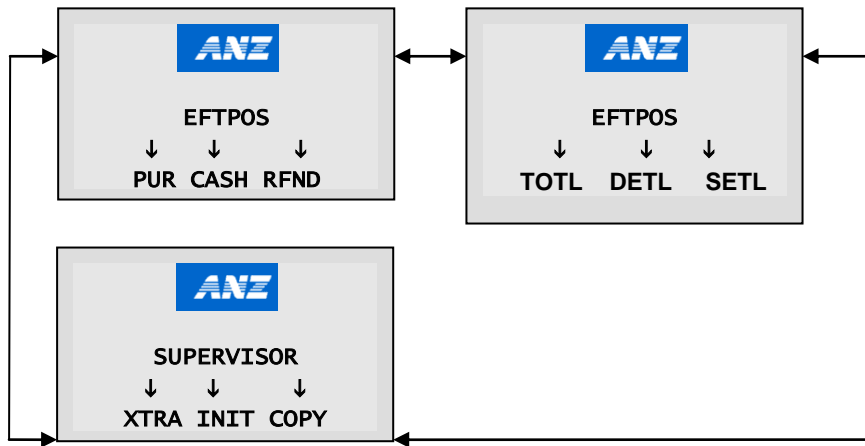 ANZ
EFTPOS
↓ ↓ ↓
PUR CASH RFND
ANZ
EFTPOS
↓ ↓ ↓
TOTL DETL SETL
ANZ
SUPERVISOR
↓ ↓ ↓
XTRA INIT COPY